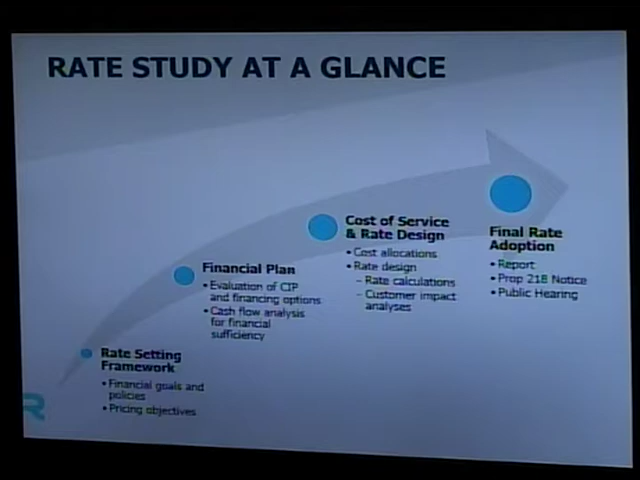 RATE STUDY AT A GLANCE
Cost of Service
& Rate Design
• Cost allocations
• Rate design
– Rate calculations
– Customer impact
analyses
Final Rate
Adoption
• Report
• Prop 218 Notice
• Public Hearing
Financial Plan
• Evaluation of CIP
and financing options
• Cash flow analysis
for financial
sufficiency
Rate Setting
Framework
• Financial goals and
policies
• Pricing objectives
R